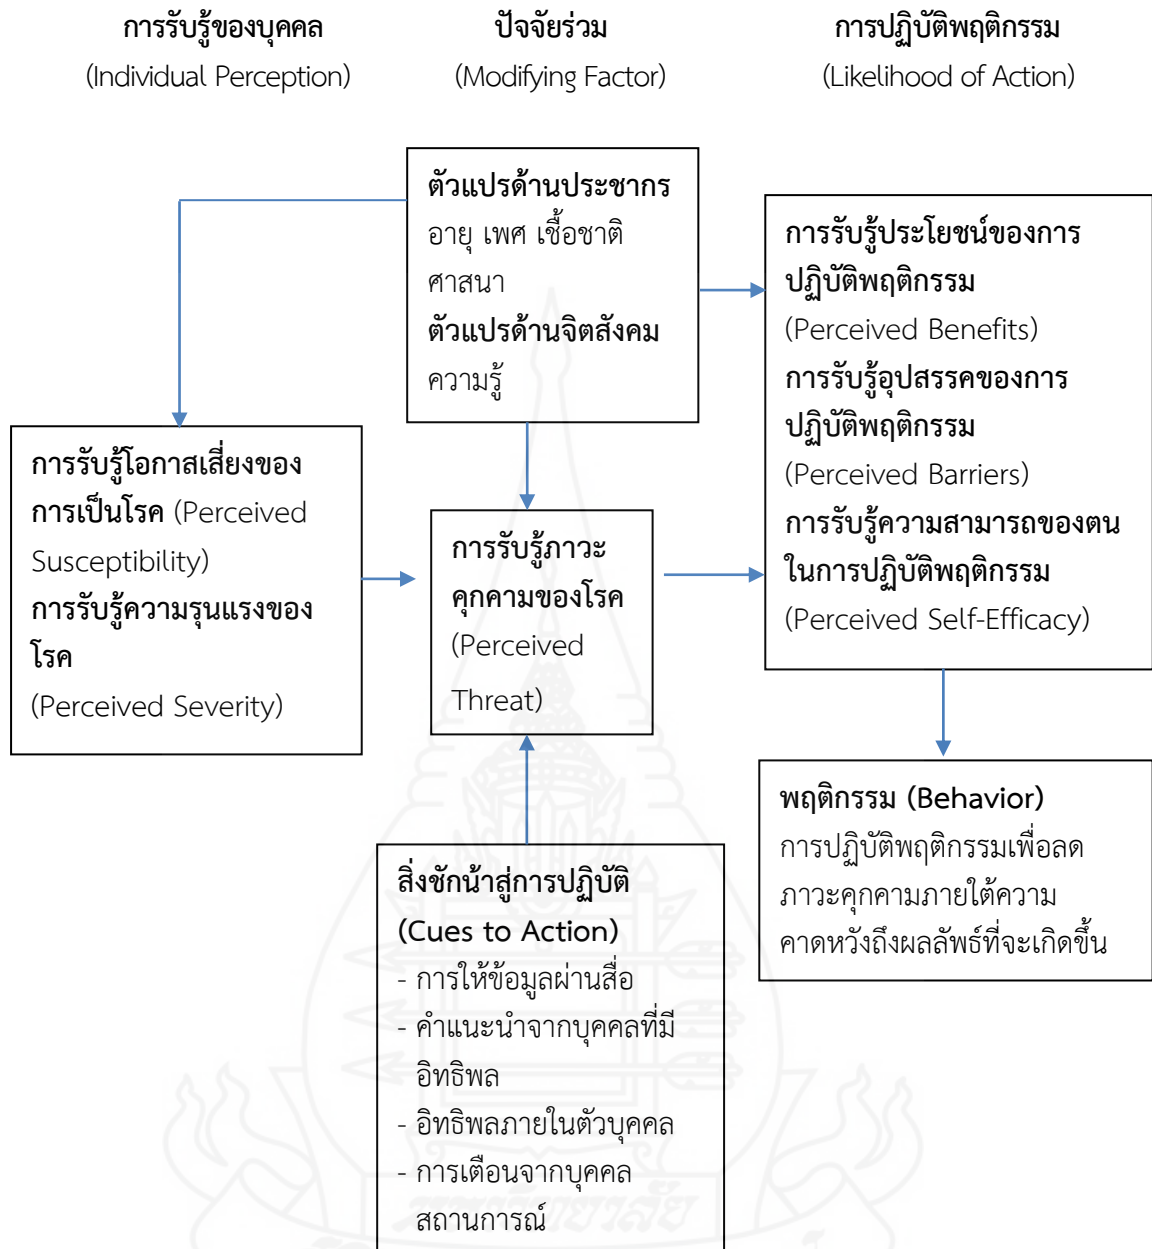 การรับรู้ของบุคคล
(Individual Perception)
ปัจจัยร่วม
(Modifying Factor)
การปฏิบัติพฤติกรรม
(Likelihood of Action)
ตัวแปรด้านประชากร
อายุ เพศ เชื้อชาติ
ศาสนา
ตัวแปรด้านจิตสังคม
ความรู้
การรับรู้ประโยชน์ของการ
ปฏิบัติพฤติกรรม
(Perceived Benefits)
การรับรู้อุปสรรคของการ
ปฏิบัติพฤติกรรม
(Perceived Barriers)
การรับรู้ความสามารถของตน
ในการปฏิบัติพฤติกรรม
(Perceived Self-Efficacy)
การรับรู้โอกาสเสี่ยงของ
การเป็นโรค (Perceived
Susceptibility)
การรับรู้ความรุนแรงของ
โรค
(Perceived Severity)
การรับรู้ภาวะ
คุกคามของโรค
(Perceived
Threat)
พฤติกรรม (Behavior)
การปฏิบัติพฤติกรรมเพื่อลด
ภาวะคุกคามภายใต้ความ
คาดหวังถึงผลลัพธ์ที่จะเกิดขึ้น
สิ่งชักน้าสู่การปฏิบัติ
(Cues to Action)
- การให้ข้อมูลผ่านสื่อ
- คำแนะนำจากบุคคลที่มี
อิทธิพล
- อิทธิพลภายในตัวบุคคล
- การเตือนจากบุคคล
สถานการณ์